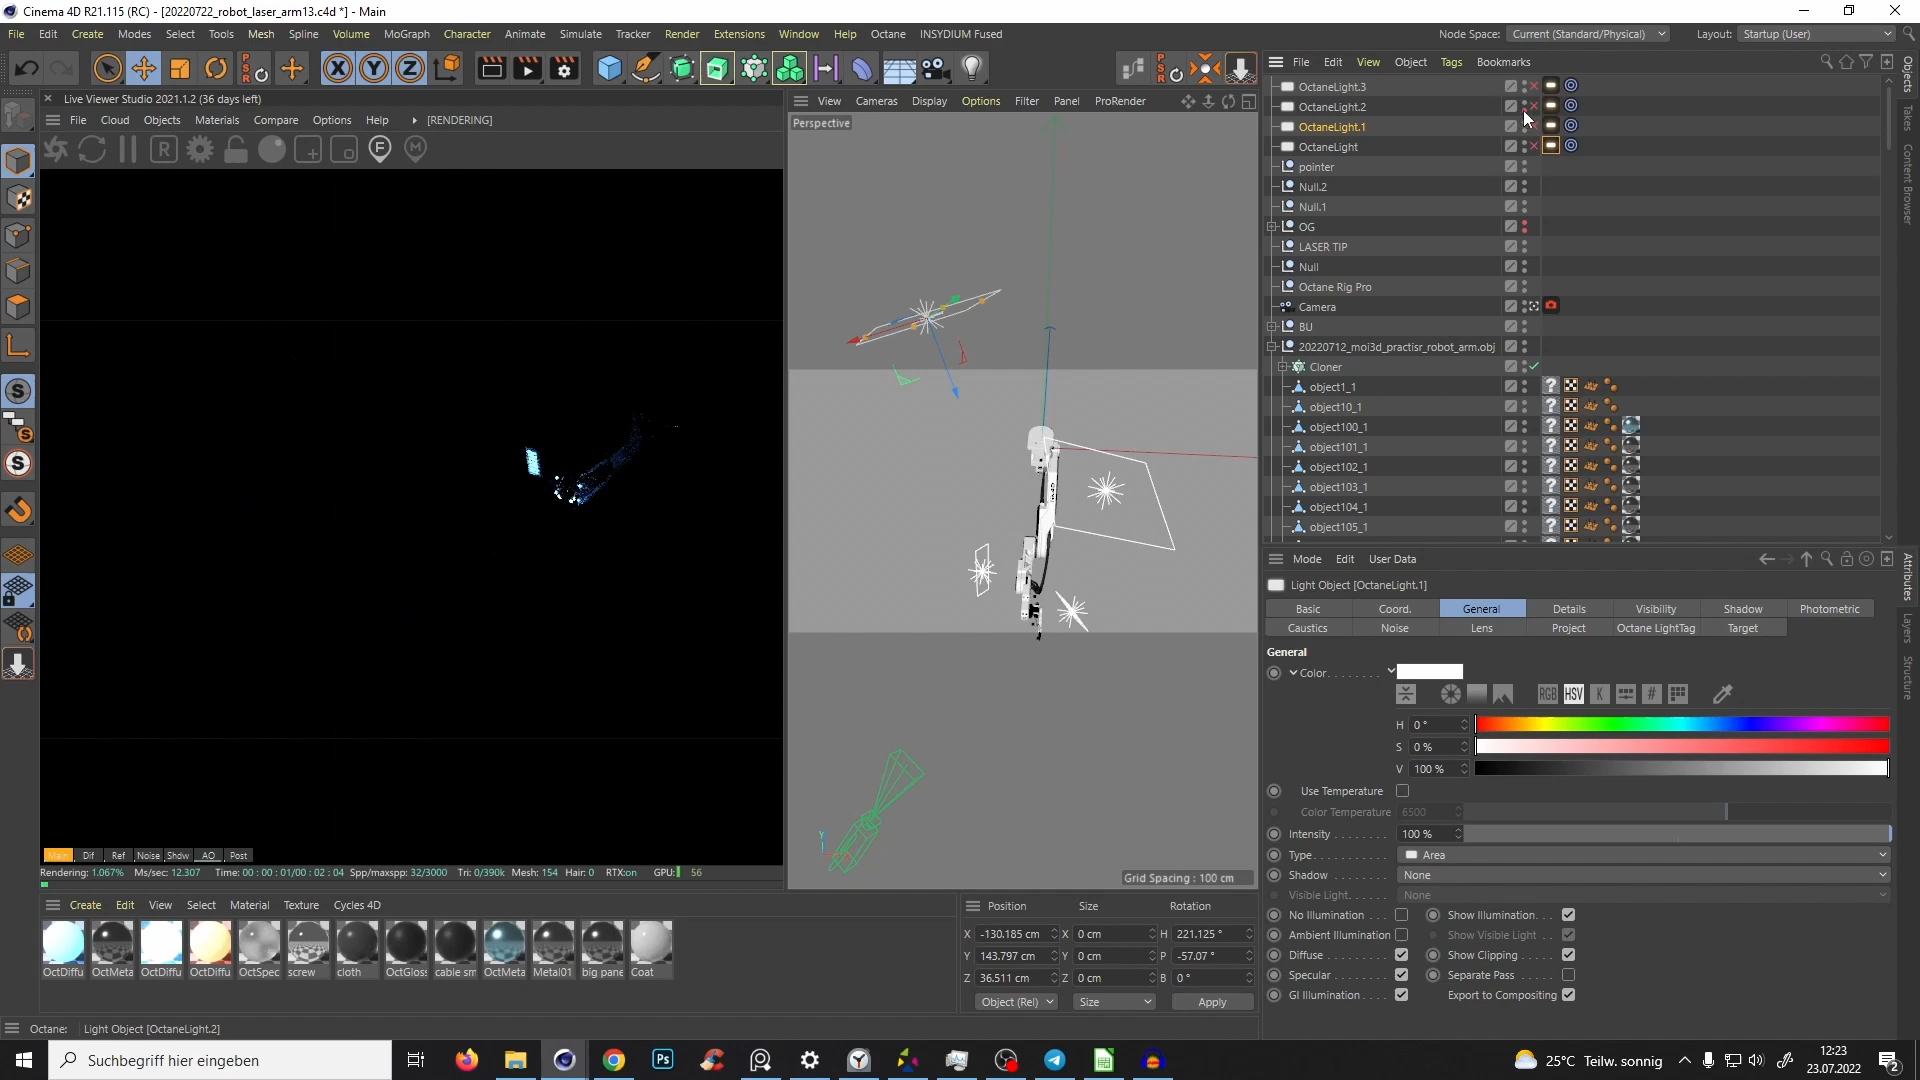 Cinema 4D R21.115 (RC) - [20220722_robot_laser_arm13.c4d *] - Main
File Edit Create Modes Select Tools Mesh Spline Volume MoGraph Character Animate Simulate Tracker Render Extensions Window Help Octane INSYDIUM Fused
Node Space: Current (Standard/Physical) Layout: Startup (User)
Live Viewer Studio 2021.1.2 (36 days left)
File Cloud Objects Materials Compare Options Help [RENDERING]
Main Dif Ref Noise Shdw AO Post
Rendering: 1.067% Ms/sec: 12.307 Time: 00 : 00 : 01/00 : 02 : 04 Spp/maxspp: 32/3000 Tri: 0/390k Mesh: 154 Hair: 0 RTX:on GPU: 56
View Cameras Display Options Filter Panel ProRender
Perspective
Y
Grid Spacing : 100 cm
File Edit View Object Tags Bookmarks
OctaneLight.3
OctaneLight.2
OctaneLight.1
OctaneLight
pointer
Null.2
Null.1
OG
LASER TIP
Null
Octane Rig Pro
Camera
BU
20220712_moi3d_practisr_robot_arm.obj
Cloner
object1_1
object10_1
object100_1
object101_1
object102_1
object103_1
object104_1
object105_1
Objects
Takes
Content Browser
Attributes
Layers
Structure
Mode Edit User Data
Light Object [OctaneLight.1]
Basic Coord. General Details Visibility Shadow Photometric
Caustics Noise Lens Project Octane LightTag Target
General
Color
RGB HSV K #
H 0 °
S 0 %
V 100 %
Use Temperature
Color Temperature 6500
Intensity 100 %
Type Area
Shadow None
Visible Light None
No Illumination Show Illumination
Ambient Illumination Show Visible Light
Diffuse Show Clipping
Specular Separate Pass
GI Illumination Export to Compositing
Create Edit View Select Material Texture Cycles 4D
OctDiffu OctMeta OctDiffu OctDiffu OctSpec screw cloth OctGloss cable sm OctMeta Metal01 big pane Coat
Position Size Rotation
X -130.185 cm X 0 cm H 221.125 °
Y 143.797 cm Y 0 cm P -57.07 °
Z 36.511 cm Z 0 cm B 0 °
Object (Rel) Size Apply
Octane: Light Object [OctaneLight.2]
Suchbegriff hier eingeben
Ps
25°C Teilw. sonnig
12:23
23.07.2022
2